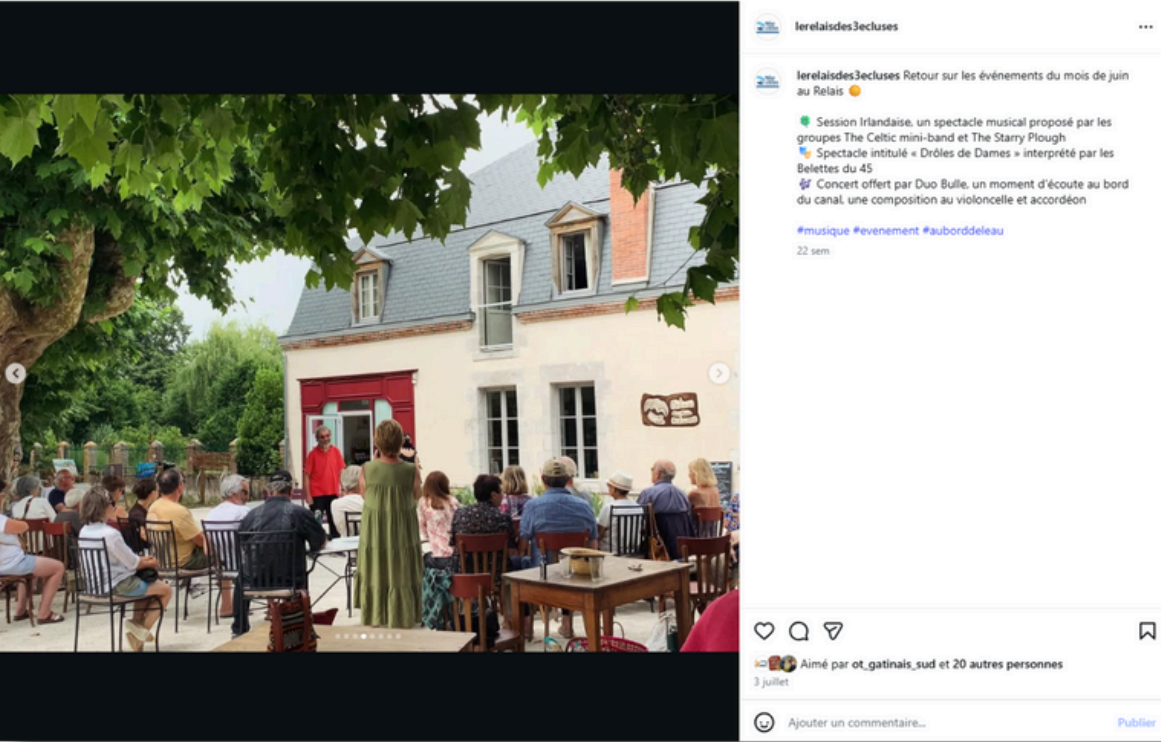 lerelaisdes3ecluses
lerelaisdes3ecluses Retour sur les événements du mois de juin
au Relais
Session Irlandaise, un spectacle musical proposé par les
groupes The Celtic mini-band et The Starry Plough
Spectacle intitulé « Drôles de Dames » interprété par les
Belettes du 45
Concert offert par Duo Bulle, un moment d'écoute au bord
du canal, une composition au violoncelle et accordéon
#musique #evenement #auborddeleau
22 sem
Aimé par ot_gatinais_sud et 20 autres personnes
3 juillet
Ajouter un commentaire...
Publier